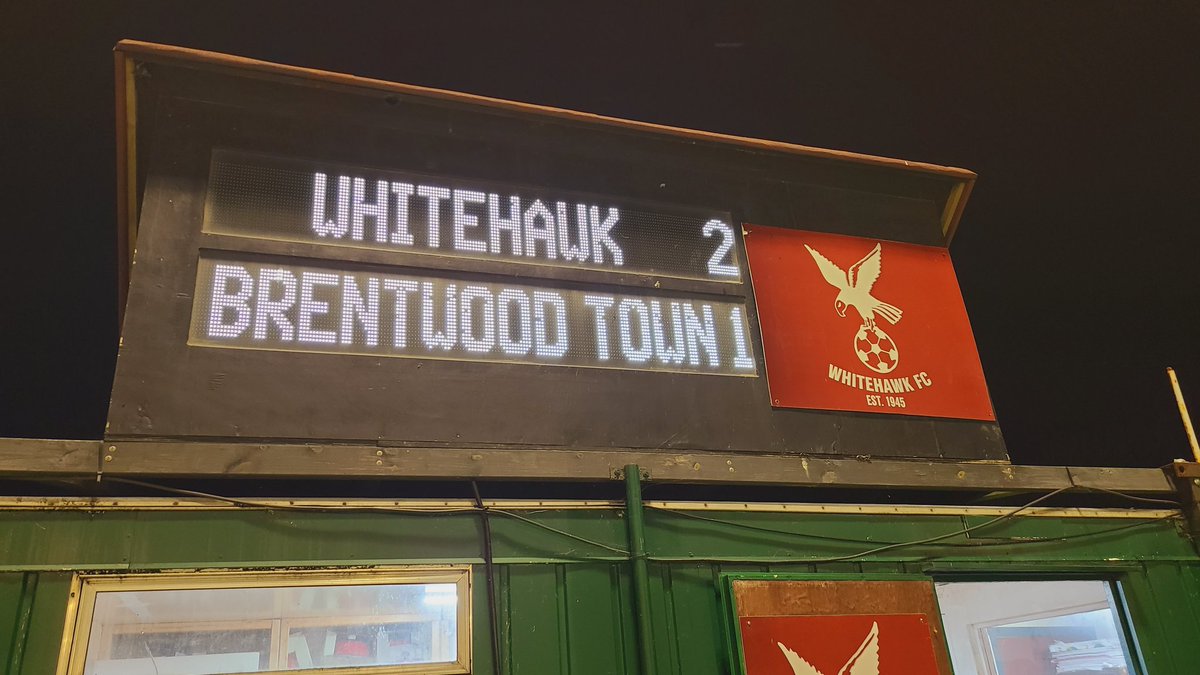 WHITEHAWK 2
BRENTWOOD TOWN 1
WHITEHAWK FC
EST. 1945